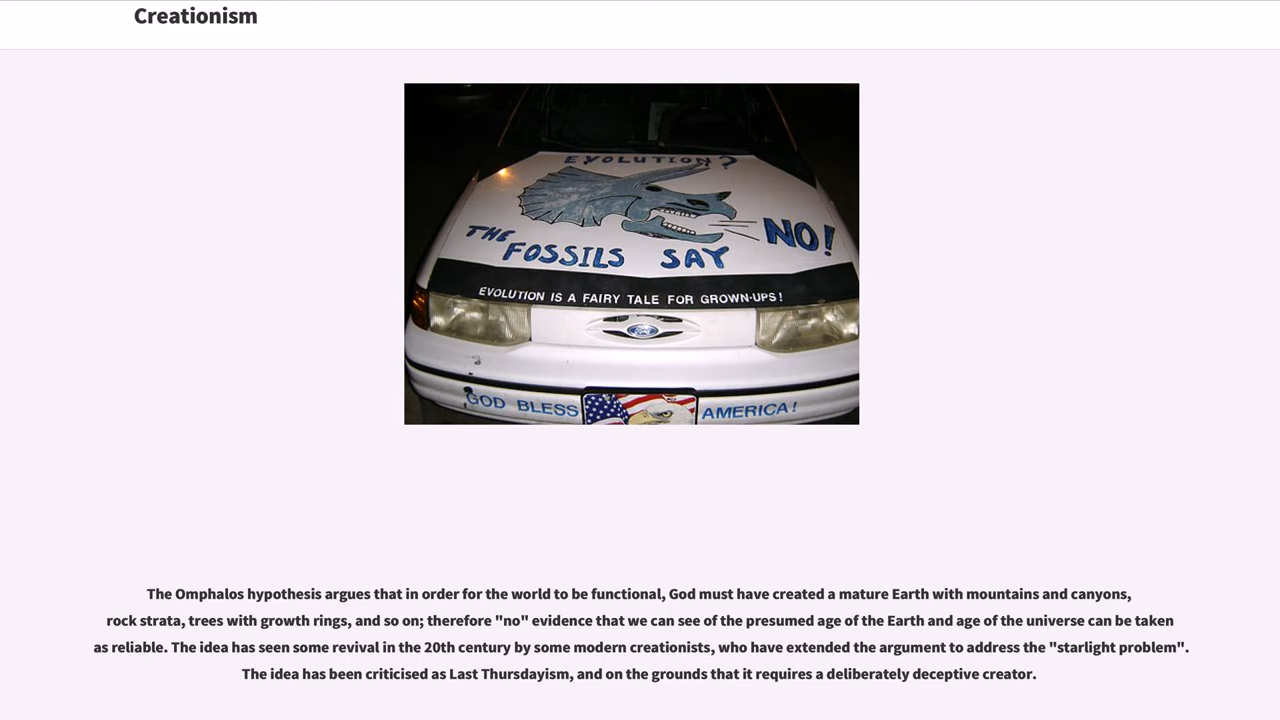 Creationism
EVOLUTION?
NO!
THE
FOSSILS SAY
EVOLUTION IS A FAIRY TALE FOR GROWN-UPS!
Ford
GOD BLESS AMERICA!
The Omphalos hypothesis argues that in order for the world to be functional, God must have created a mature Earth with mountains and canyons,
rock strata, trees with growth rings, and so on; therefore "no" evidence that we can see of the presumed age of the Earth and age of the universe can be taken
as reliable. The idea has seen some revival in the 20th century by some modern creationists, who have extended the argument to address the "starlight problem".
The idea has been criticised as Last Thursdayism, and on the grounds that it requires a deliberately deceptive creator.